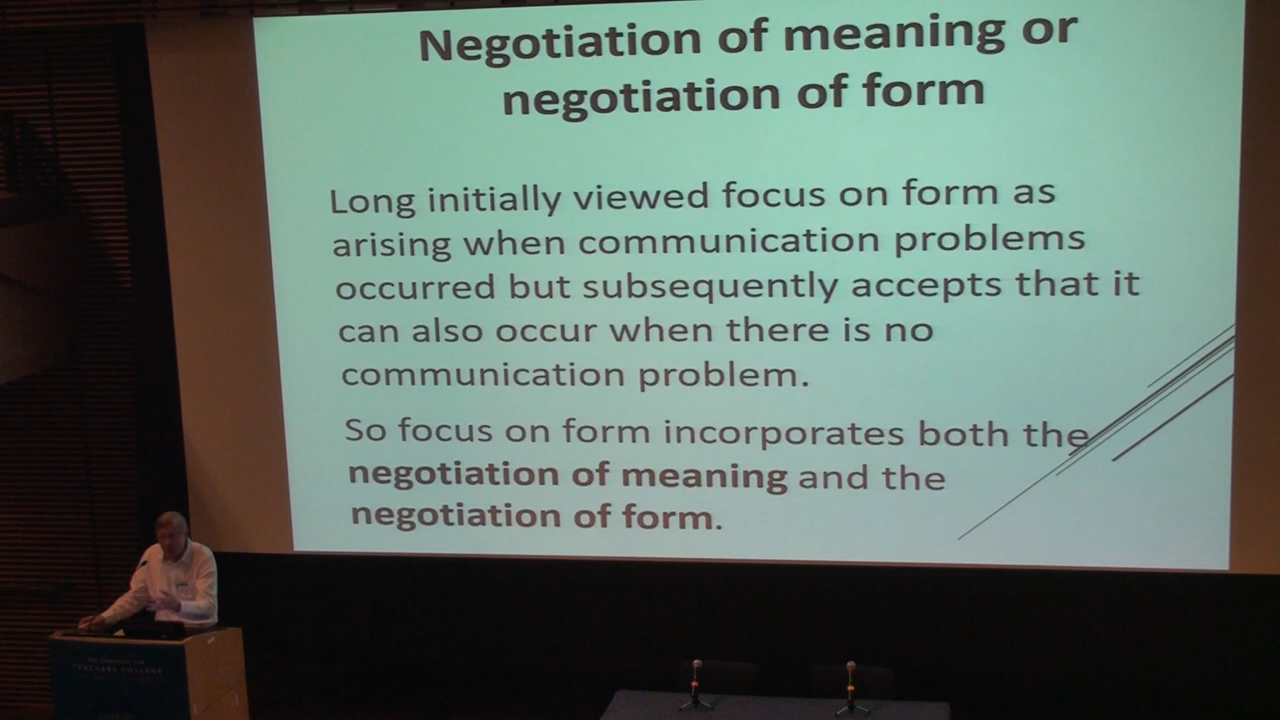 Negotiation of meaning or
negotiation of form
Long initially viewed focus on form as
arising when communication problems
occurred but subsequently accepts that it
can also occur when there is no
communication problem.
So focus on form incorporates both the
negotiation of meaning and the
negotiation of form.
TEACHERS COLLEGE